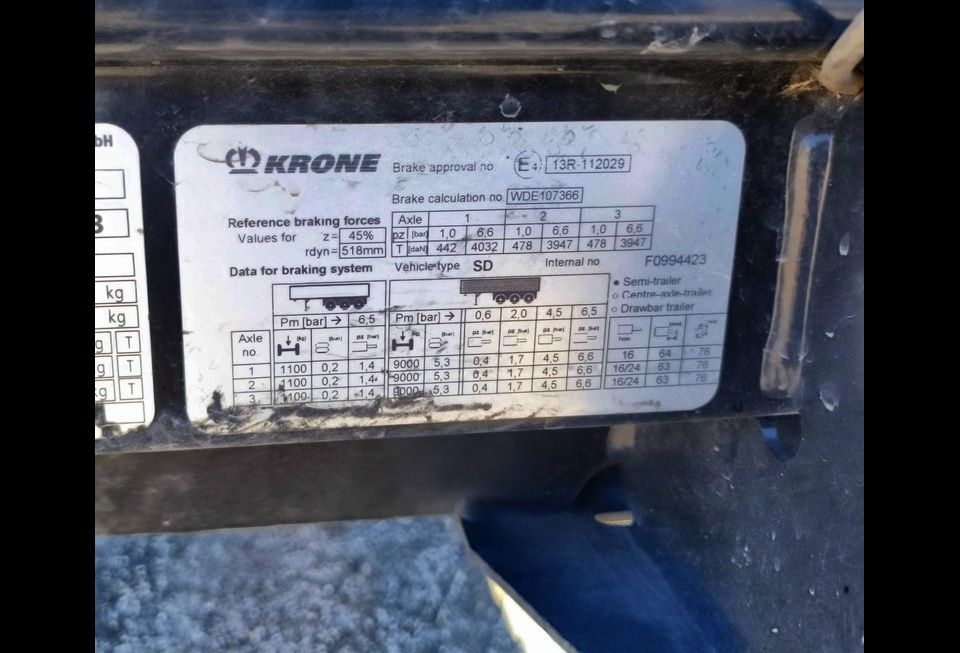 bH
3
kg
kg
g T
g T
kg T
KRONE
Brake approval no E4 13R-112029
Brake calculation no WDE107366
Reference braking forces
Values for z= 45%
rdyn= 518mm
Axle 1 2 3
pz [bar] 1,0 6,6 1,0 6,6 1,0 6,6
T [daN] 442 4032 478 3947 478 3947
Data for braking system Vehicle type SD Internal no F0994423
Semi-trailer
Centre-axle-trailer
Drawbar trailer
Pm [bar] → 6,5 Pm [bar] → 0,6 2,0 4,5 6,5
Axle no.
1 1100 0,2 1,4 9000 5,3 0,4 1,7 4,5 6,6 16 64 76
2 1100 0,2 1,4 9000 5,3 0,4 1,7 4,5 6,6 16/24 63 76
3 1100 0,2 1,4 9000 5,3 0,4 1,7 4,5 6,6 16/24 63 76